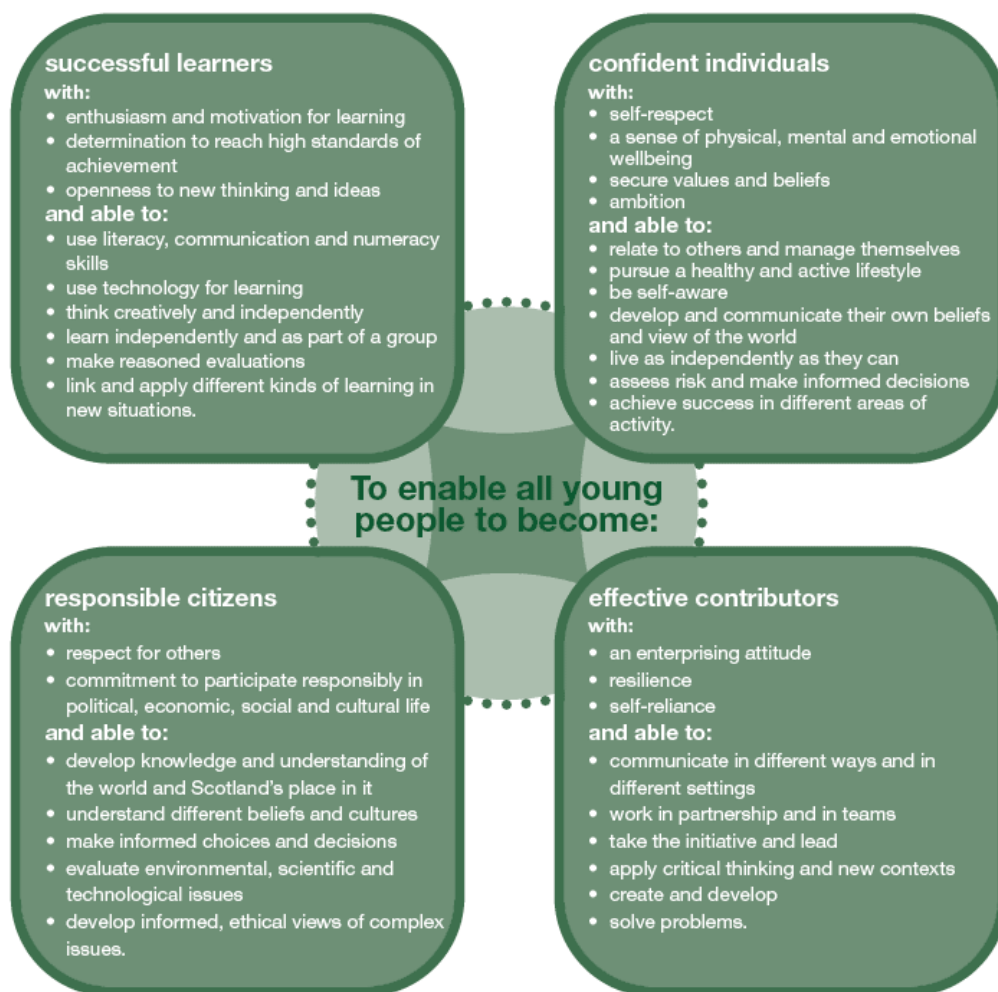 successful learners
with:
• enthusiasm and motivation for learning
• determination to reach high standards of
achievement
• openness to new thinking and ideas
and able to:
• use literacy, communication and numeracy
skills
• use technology for learning
• think creatively and independently
• learn independently and as part of a group
• make reasoned evaluations
• link and apply different kinds of learning in
new situations.
confident individuals
with:
• self-respect
• a sense of physical, mental and emotional
wellbeing
• secure values and beliefs
• ambition
and able to:
• relate to others and manage themselves
• pursue a healthy and active lifestyle
• be self-aware
• develop and communicate their own beliefs
and view of the world
• live as independently as they can
• assess risk and make informed decisions
• achieve success in different areas of
activity.
To enable all young
people to become:
responsible citizens
with:
• respect for others
• commitment to participate responsibly in
political, economic, social and cultural life
and able to:
• develop knowledge and understanding of
the world and Scotland's place in it
• understand different beliefs and cultures
• make informed choices and decisions
• evaluate environmental, scientific and
technological issues
• develop informed, ethical views of complex
issues.
effective contributors
with:
• an enterprising attitude
• resilience
• self-reliance
and able to:
• communicate in different ways and in
different settings
• work in partnership and in teams
• take the initiative and lead
• apply critical thinking and new contexts
• create and develop
• solve problems.